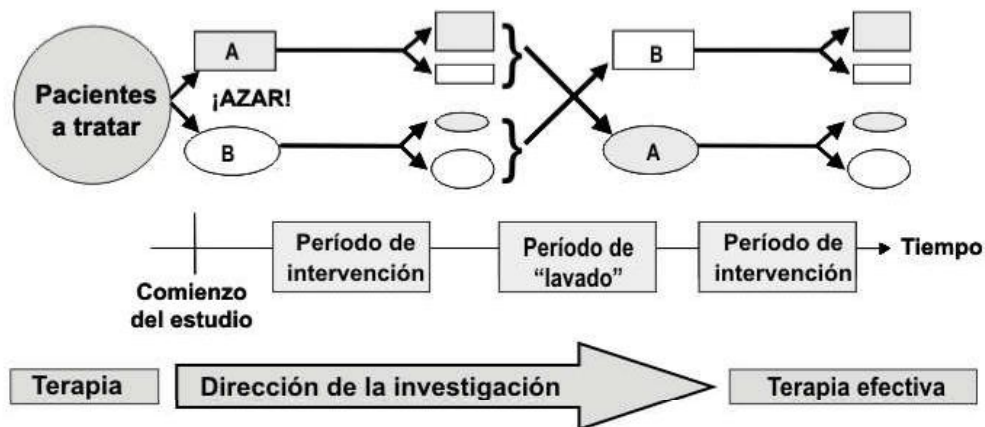 A
B
Pacientes
a tratar
¡AZAR!
B
A
Período de
intervención
Período de
“lavado”
Período de
intervención
Tiempo
Comienzo
del estudio
Terapia
Dirección de la investigación
Terapia efectiva